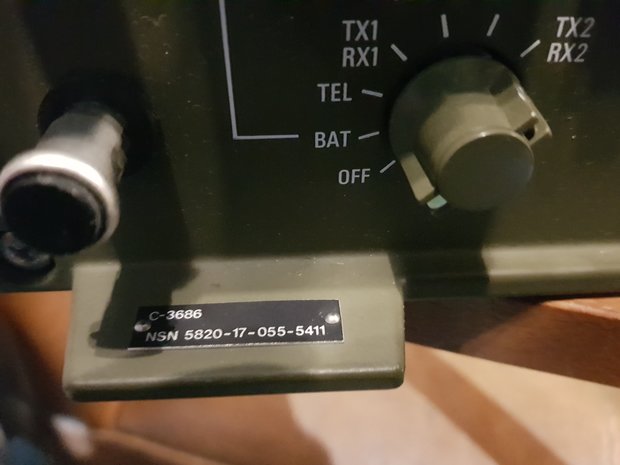 TX1
RX1
TX2
RX2
TEL
BAT
OFF
C-3686
NSN 5820-17-055-5411